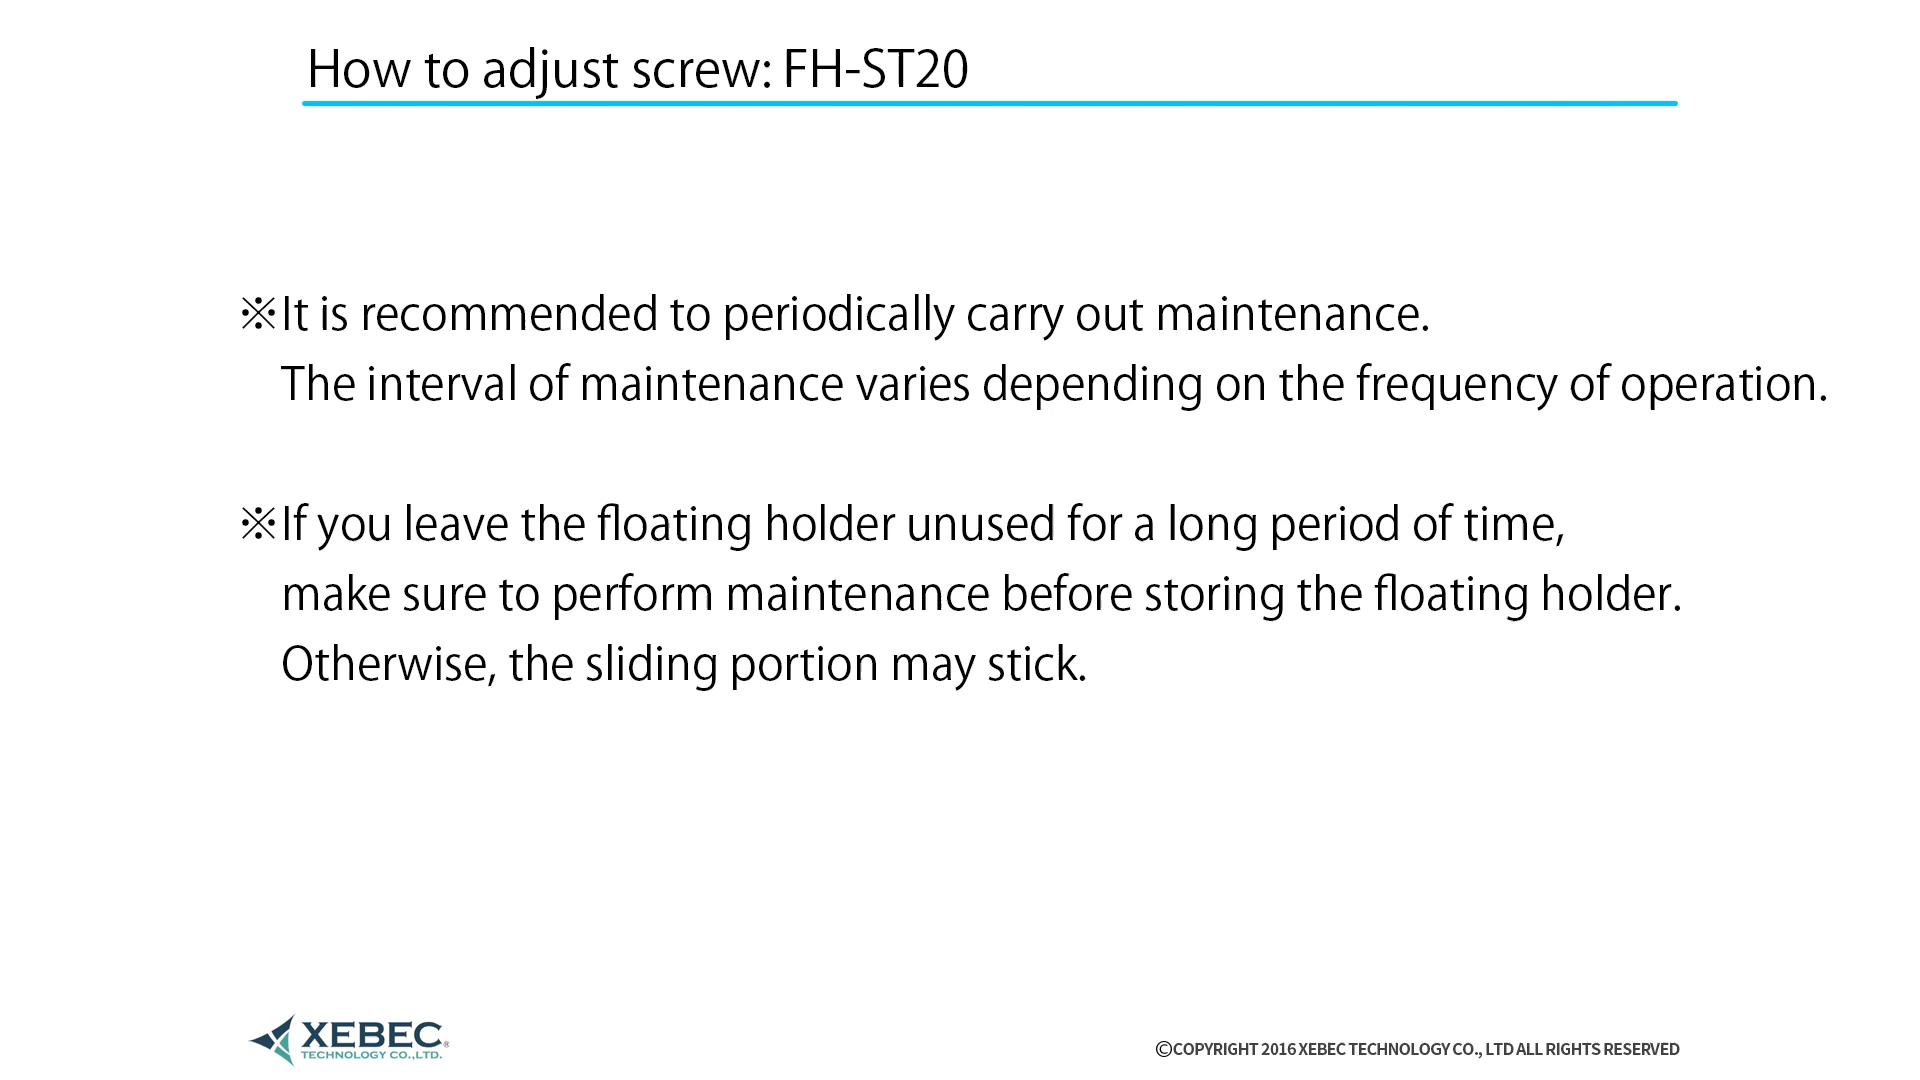 How to adjust screw: FH-ST20
※It is recommended to periodically carry out maintenance.
The interval of maintenance varies depending on the frequency of operation.
※If you leave the floating holder unused for a long period of time,
make sure to perform maintenance before storing the floating holder.
Otherwise, the sliding portion may stick.
XEBEC®
TECHNOLOGY CO.,LTD.
©COPYRIGHT 2016 XEBEC TECHNOLOGY CO., LTD ALL RIGHTS RESERVED